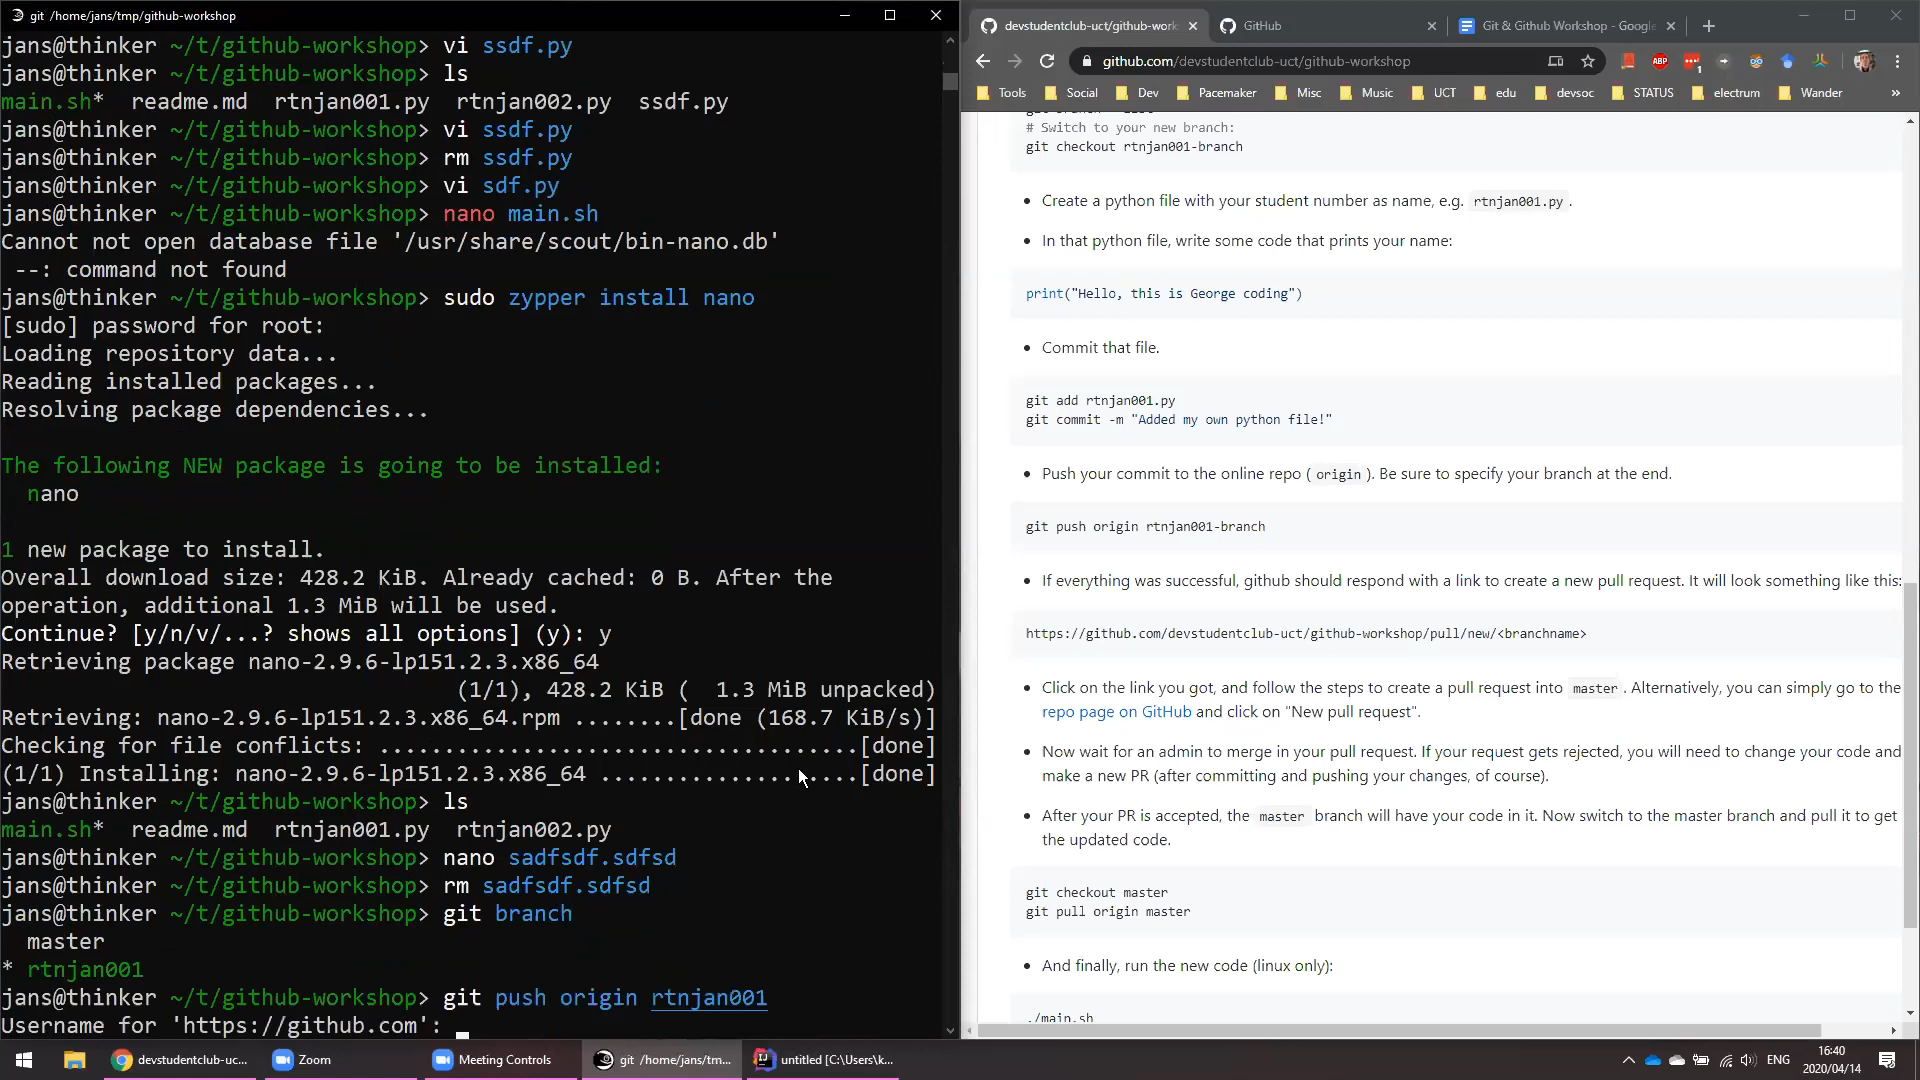 git /home/jans/tmp/github-workshop
jans@thinker ~/t/github-workshop> vi ssdf.py
jans@thinker ~/t/github-workshop> ls
main.sh* readme.md rtnjan001.py rtnjan002.py ssdf.py
jans@thinker ~/t/github-workshop> vi ssdf.py
jans@thinker ~/t/github-workshop> rm ssdf.py
jans@thinker ~/t/github-workshop> vi sdf.py
jans@thinker ~/t/github-workshop> nano main.sh
Cannot not open database file '/usr/share/scout/bin-nano.db'
--: command not found
jans@thinker ~/t/github-workshop> sudo zypper install nano
[sudo] password for root:
Loading repository data...
Reading installed packages...
Resolving package dependencies...
The following NEW package is going to be installed:
nano
1 new package to install.
Overall download size: 428.2 KiB. Already cached: 0 B. After the
operation, additional 1.3 MiB will be used.
Continue? [y/n/v/...? shows all options] (y): y
Retrieving package nano-2.9.6-lp151.2.3.x86_64
(1/1), 428.2 KiB ( 1.3 MiB unpacked)
Retrieving: nano-2.9.6-lp151.2.3.x86_64.rpm ........[done (168.7 KiB/s)]
Checking for file conflicts: .....................................[done]
(1/1) Installing: nano-2.9.6-lp151.2.3.x86_64 ....................[done]
jans@thinker ~/t/github-workshop> ls
main.sh* readme.md rtnjan001.py rtnjan002.py
jans@thinker ~/t/github-workshop> nano sadfsdf.sdfsd
jans@thinker ~/t/github-workshop> rm sadfsdf.sdfsd
jans@thinker ~/t/github-workshop> git branch
master
* rtnjan001
jans@thinker ~/t/github-workshop> git push origin rtnjan001
Username for 'https://github.com':
devstudentclub-uct/github-work
GitHub
Git & Github Workshop - Google
github.com/devstudentclub-uct/github-workshop
ABP
1
Tools Social Dev Pacemaker Misc Music UCT edu devsoc STATUS electrum Wander »
# Switch to your new branch:
git checkout rtnjan001-branch
• Create a python file with your student number as name, e.g. rtnjan001.py .
• In that python file, write some code that prints your name:
print("Hello, this is George coding")
• Commit that file.
git add rtnjan001.py
git commit -m "Added my own python file!"
• Push your commit to the online repo ( origin ). Be sure to specify your branch at the end.
git push origin rtnjan001-branch
• If everything was successful, github should respond with a link to create a new pull request. It will look something like this:
https://github.com/devstudentclub-uct/github-workshop/pull/new/<branchname>
• Click on the link you got, and follow the steps to create a pull request into master . Alternatively, you can simply go to the
repo page on GitHub and click on "New pull request".
• Now wait for an admin to merge in your pull request. If your request gets rejected, you will need to change your code and
make a new PR (after committing and pushing your changes, of course).
• After your PR is accepted, the master branch will have your code in it. Now switch to the master branch and pull it to get
the updated code.
git checkout master
git pull origin master
• And finally, run the new code (linux only):
./main.sh
devstudentclub-uc...
Zoom
Meeting Controls
git /home/jans/tm...
untitled [C:\Users\k...
ENG
16:40
2020/04/14